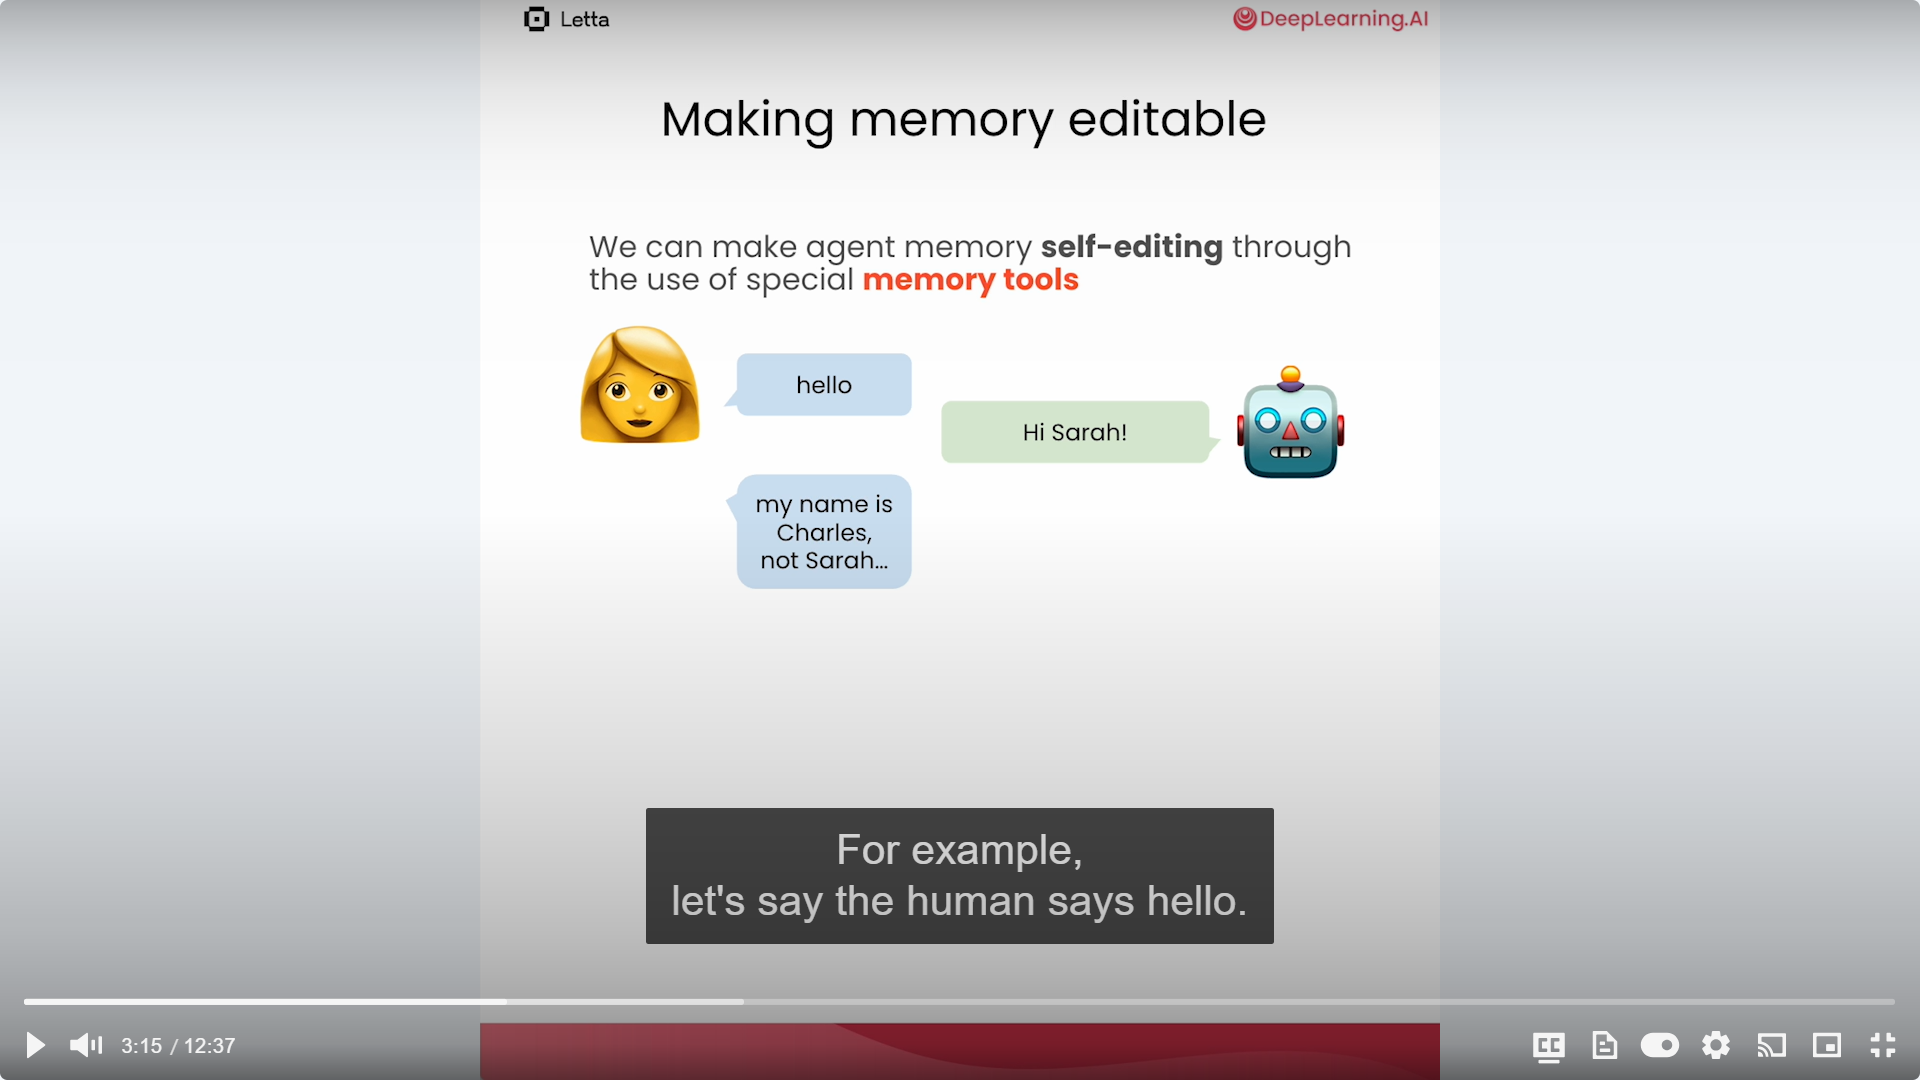 Letta
DeepLearning.AI
Making memory editable
We can make agent memory self-editing through
the use of special memory tools
hello
Hi Sarah!
my name is
Charles,
not Sarah...
For example,
let's say the human says hello.
3:15 / 12:37
CC